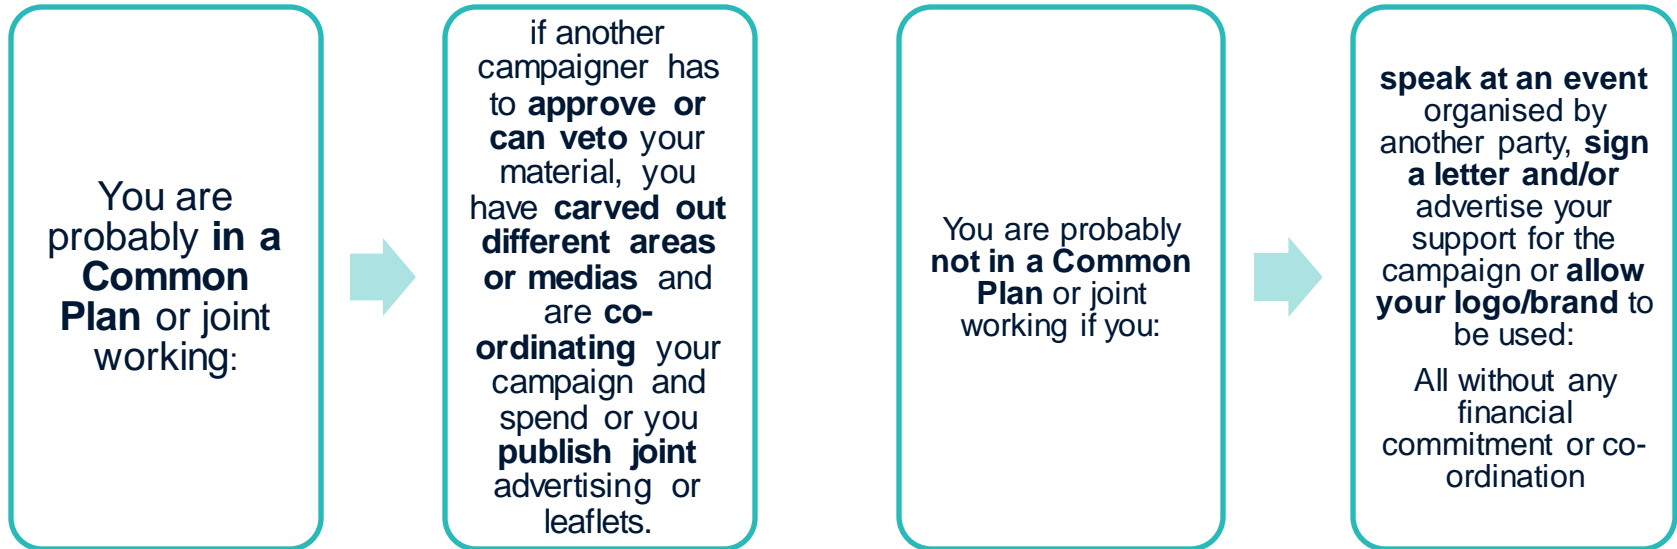 You are
probably in a
Common
Plan or joint
working:
if another
campaigner has
to approve or
can veto your
material, you
have carved out
different areas
or medias and
are co-
ordinating your
campaign and
spend or you
publish joint
advertising or
leaflets.
You are probably
not in a Common
Plan or joint
working if you:
speak at an event
organised by
another party, sign
a letter and/or
advertise your
support for the
campaign or allow
your logo/brand to
be used:
All without any
financial
commitment or co-
ordination